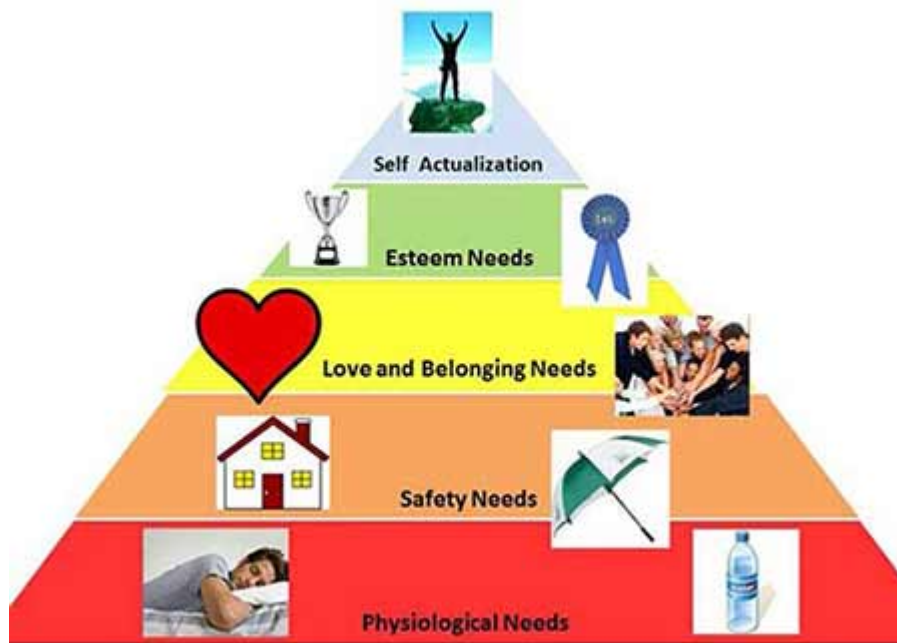 Self Actualization
Esteem Needs
Love and Belonging Needs
Safety Needs
Physiological Needs